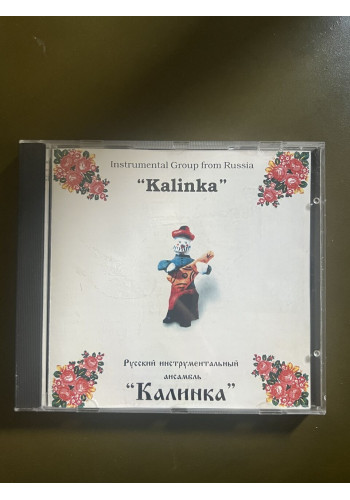 Instrumental Group from Russia
"Kalinka"
Русский инструментальный
ансамбль
"Калинка"